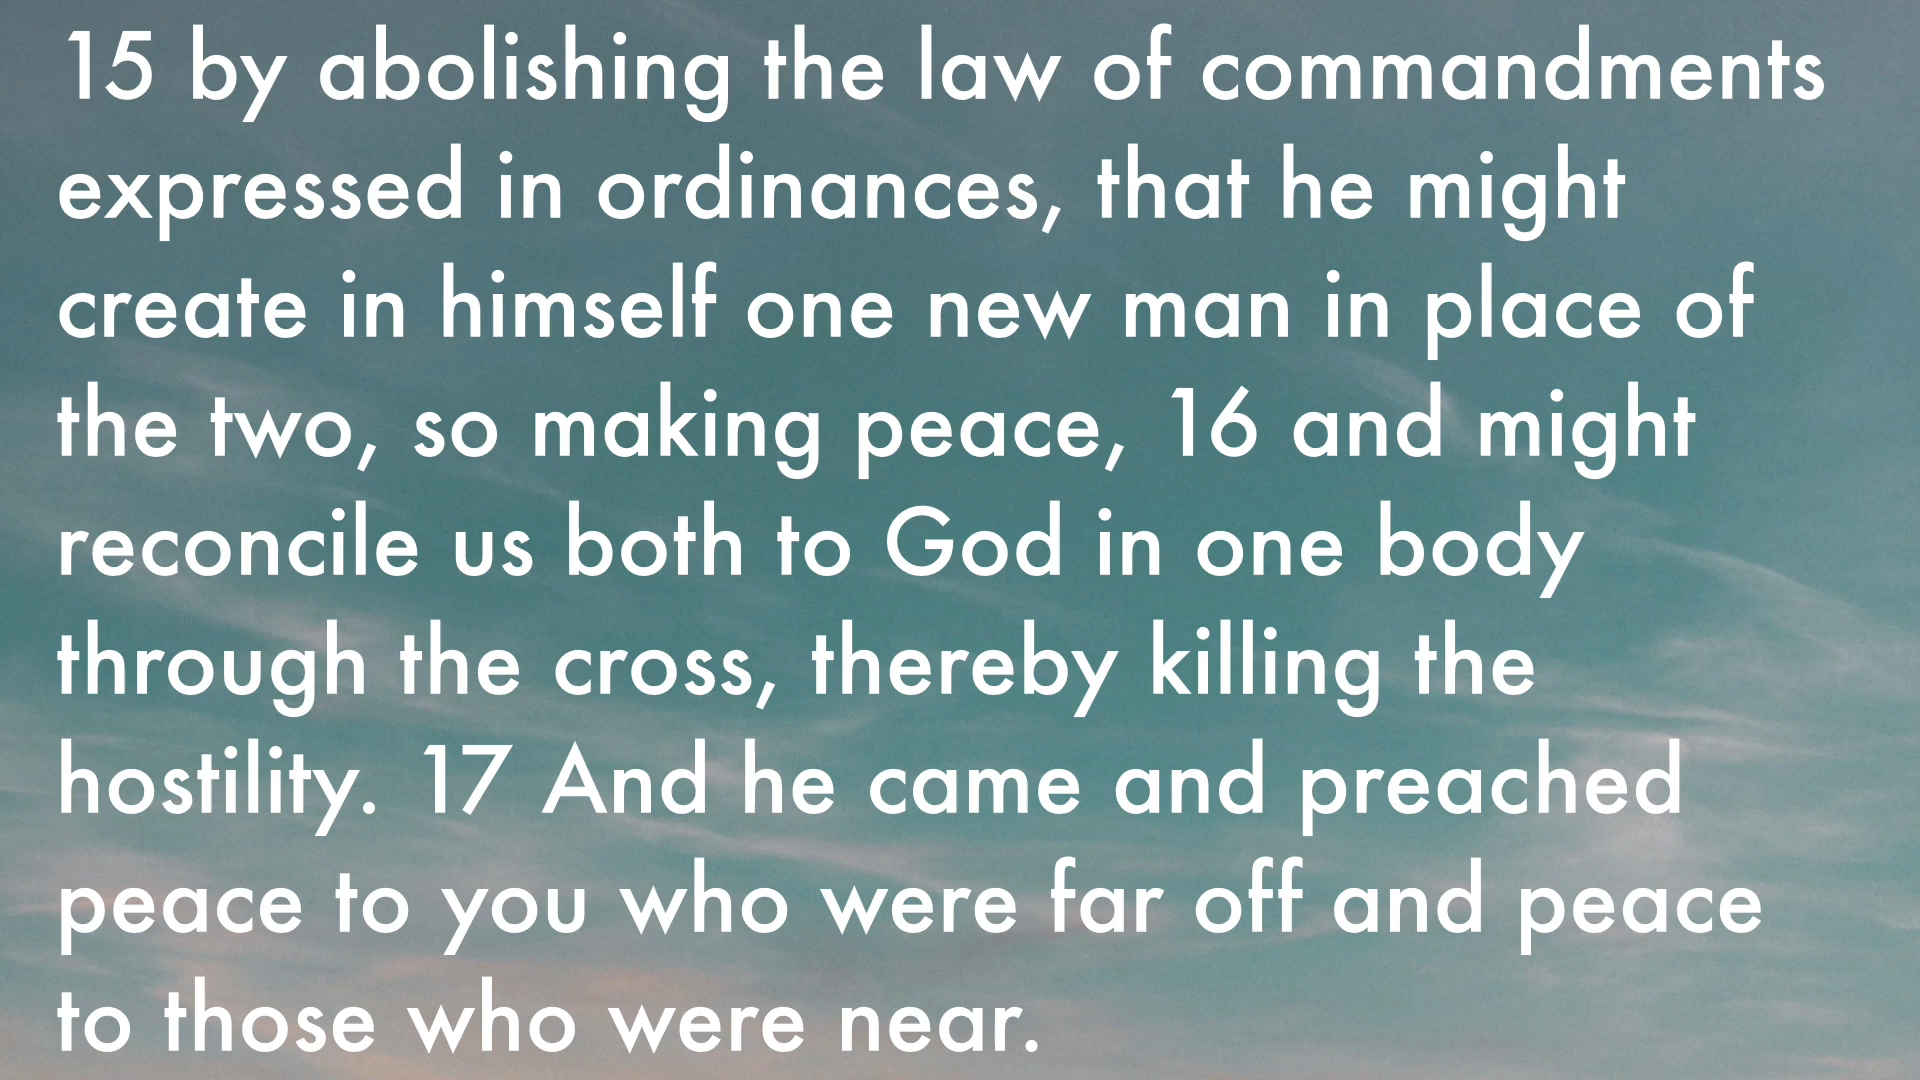 15 by abolishing the law of commandments
expressed in ordinances, that he might
create in himself one new man in place of
the two, so making peace, 16 and might
reconcile us both to God in one body
through the cross, thereby killing the
hostility. 17 And he came and preached
peace to you who were far off and peace
to those who were near.